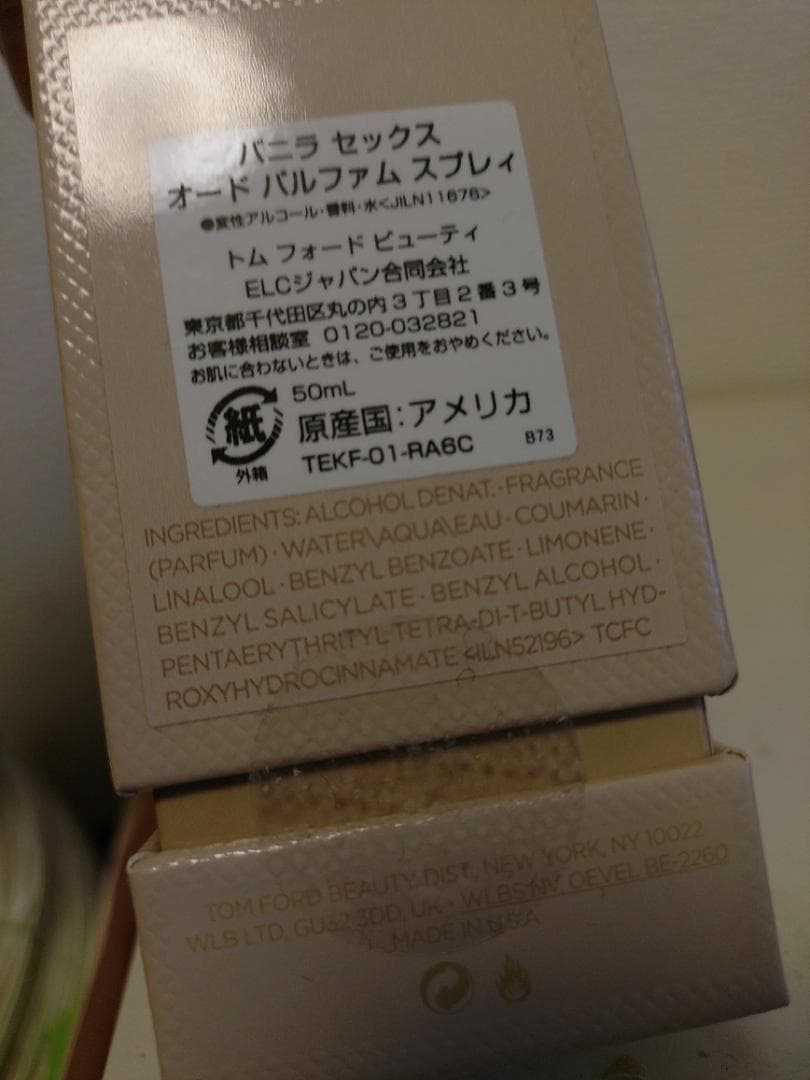 バニラ セックス
オード パルファム スプレィ
●変性アルコール・香料・水<JILN11676>
トム フォード ビューティ
ELCジャパン合同会社
東京都千代田区丸の内3丁目2番3号
お客様相談室 0120-032821
お肌に合わないときは、ご使用をおやめください。
紙
外箱
50mL
原産国:アメリカ
TEKF-01-RA6C B73
INGREDIENTS: ALCOHOL DENAT.・FRAGRANCE
(PARFUM)・WATER\AQUA\EAU・COUMARIN・
LINALOOL・BENZYL BENZOATE・LIMONENE・
BENZYL SALICYLATE・BENZYL ALCOHOL・
PENTAERYTHRITYL TETRA-DI-T-BUTYL HYD-
ROXYHYDROCINNAMATE <ILN52196> TCFC
TOM FORD BEAUTY DIST., NEW YORK, NY 10022
WLB LTD, GU32 3DD, UK・WLBS NV, OEVEL BE-2260
MADE IN U.S.A